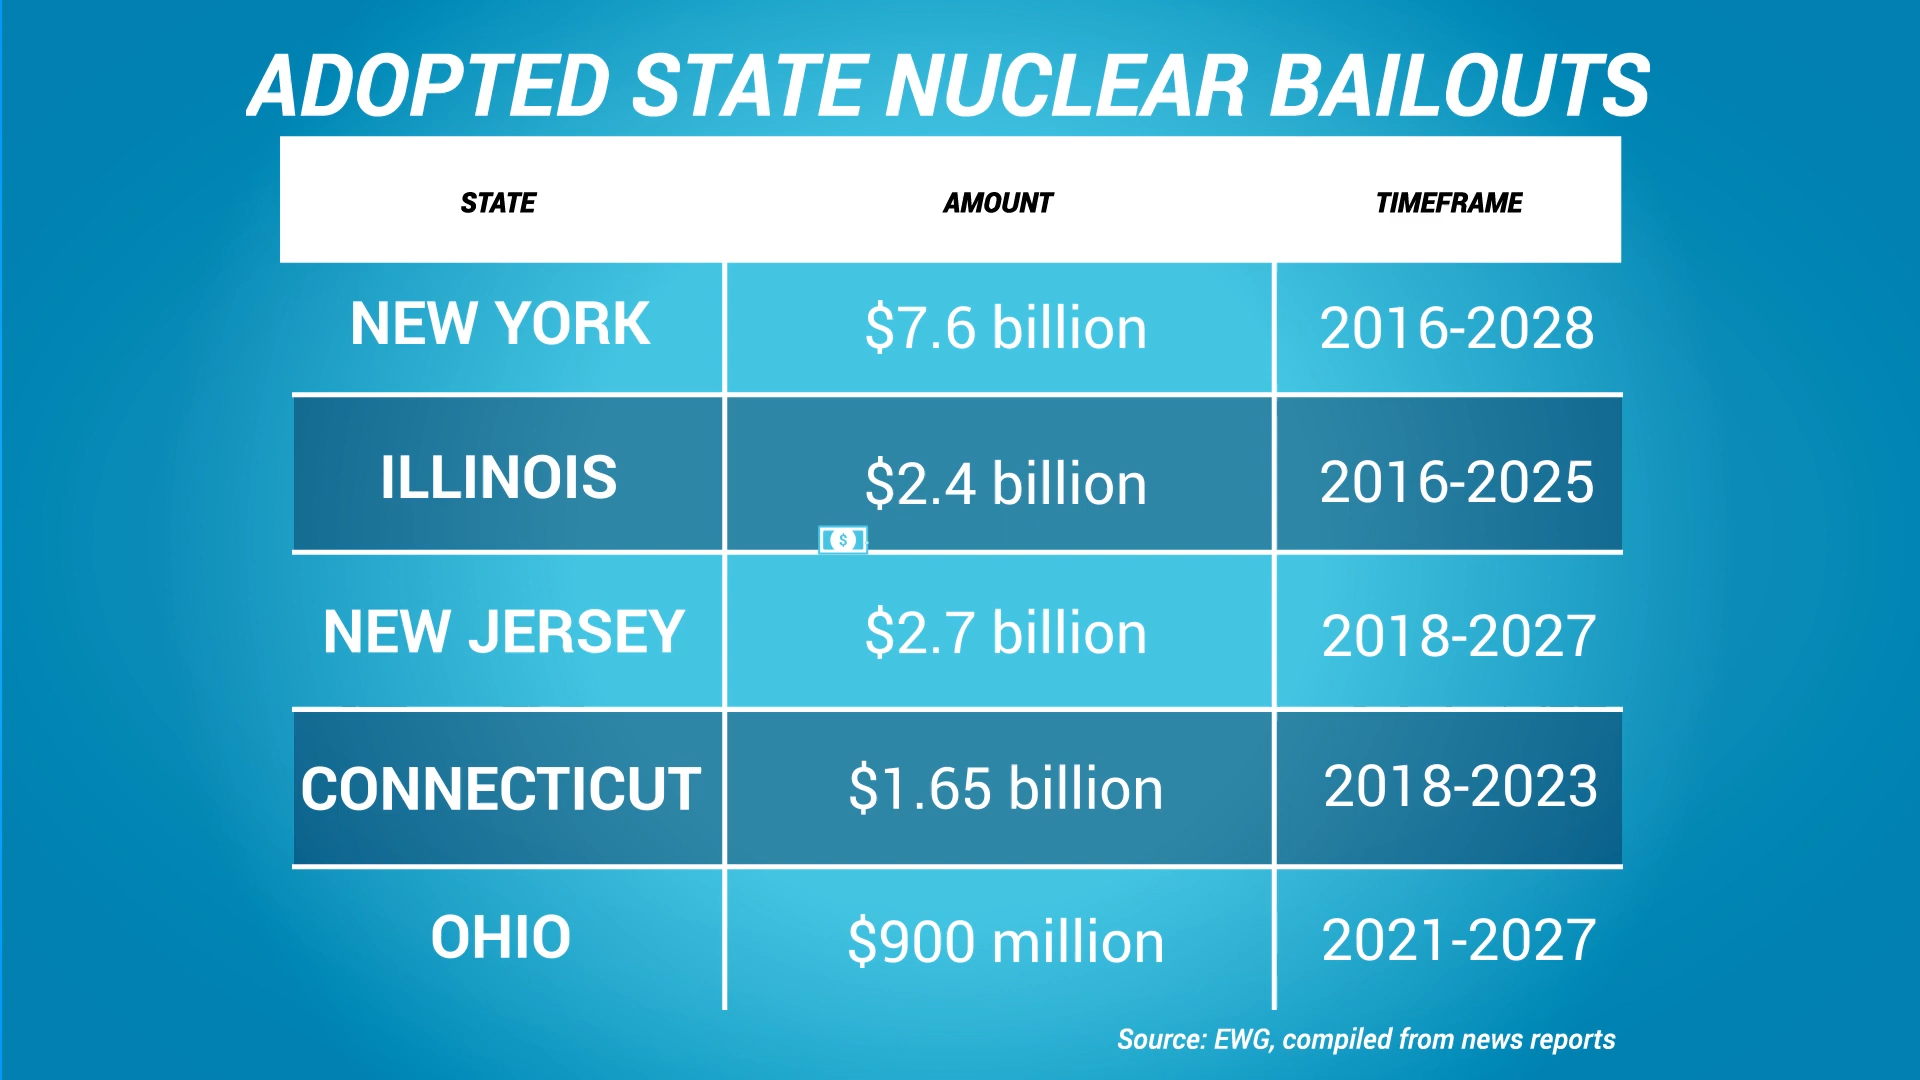 ADOPTED STATE NUCLEAR BAILOUTS
STATE AMOUNT TIMEFRAME
NEW YORK $7.6 billion 2016-2028
ILLINOIS $2.4 billion 2016-2025
$
NEW JERSEY $2.7 billion 2018-2027
CONNECTICUT $1.65 billion 2018-2023
OHIO $900 million 2021-2027
Source: EWG, compiled from news reports